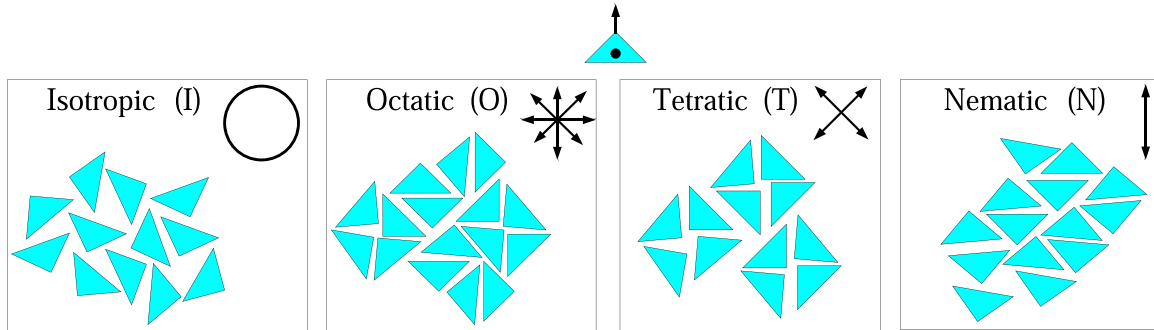 Isotropic (I)
Octatic (O)
Tetratic (T)
Nematic (N)